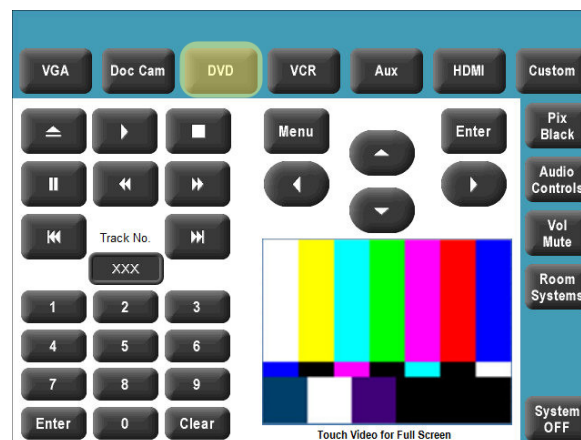 VGA
Doc Cam
DVD
VCR
Aux
HDMI
Custom
Menu
Enter
Pix
Black
Audio
Controls
Vol
Mute
Room
Systems
Track No.
XXX
1
2
3
4
5
6
7
8
9
Enter
0
Clear
Touch Video for Full Screen
System
OFF